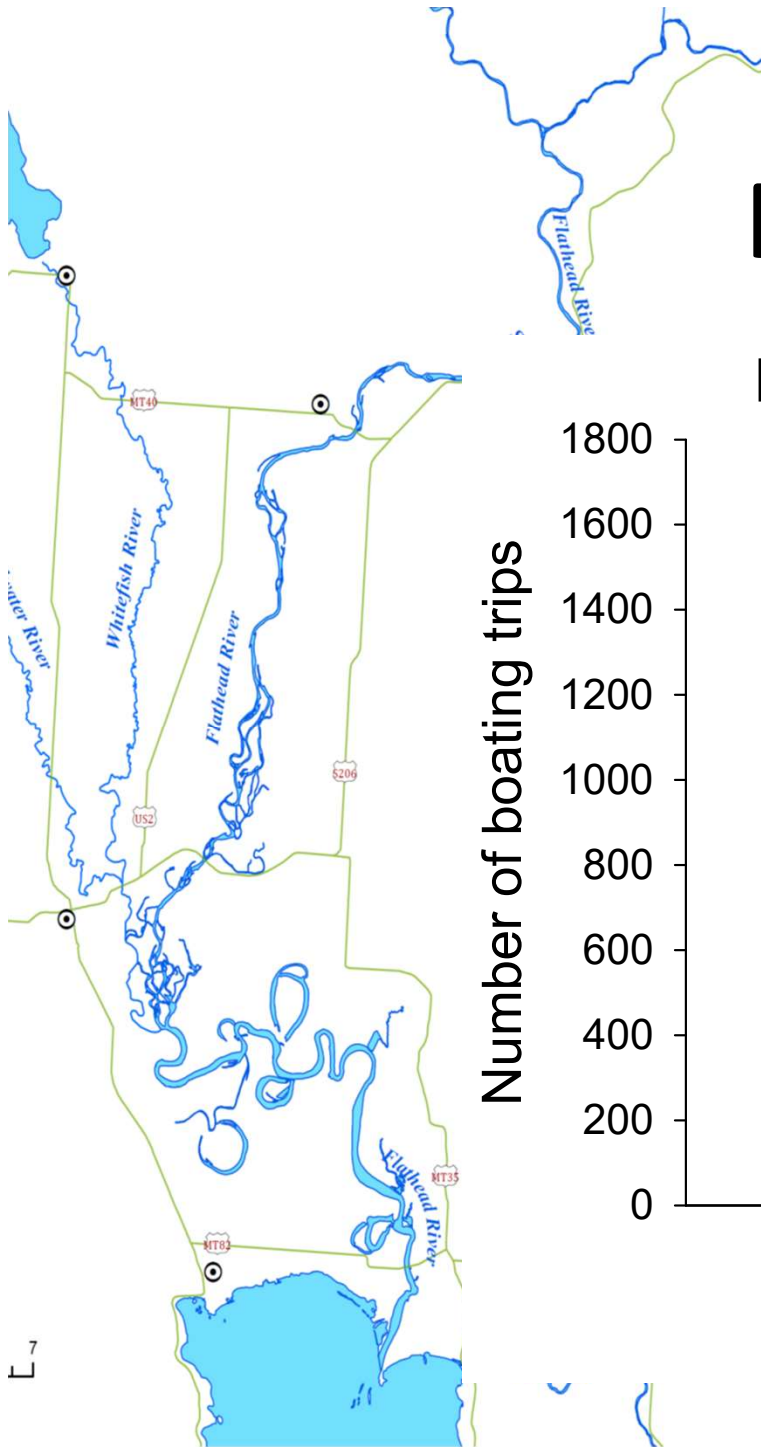 Flathead
MT40
Whitefish River
Flathead River
S206
US2
River
MT35
Flathead River
MT82
7
Number of boating trips
1800
1600
1400
1200
1000
800
600
400
200
0